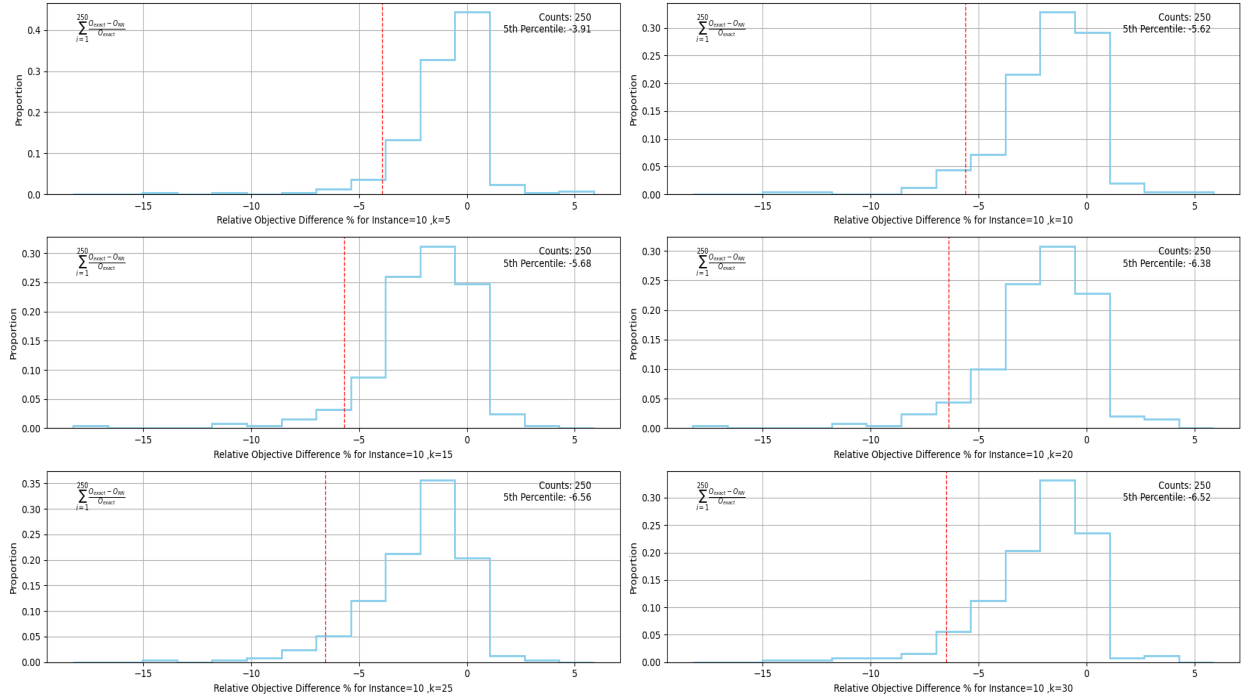 0.4
0.3
0.2
0.1
0.0
Proportion
250
∑ O_exact − O_NN / O_exact
i = 1
Counts: 250
5th Percentile: -3.91
−15 −10 −5 0 5
Relative Objective Difference % for Instance=10 ,k=5
0.30
0.25
0.20
0.15
0.10
0.05
0.00
Proportion
250
∑ O_exact − O_NN / O_exact
i = 1
Counts: 250
5th Percentile: -5.62
−15 −10 −5 0 5
Relative Objective Difference % for Instance=10 ,k=10
0.30
0.25
0.20
0.15
0.10
0.05
0.00
Proportion
250
∑ O_exact − O_NN / O_exact
i = 1
Counts: 250
5th Percentile: -5.68
−15 −10 −5 0 5
Relative Objective Difference % for Instance=10 ,k=15
0.30
0.25
0.20
0.15
0.10
0.05
0.00
Proportion
250
∑ O_exact − O_NN / O_exact
i = 1
Counts: 250
5th Percentile: -6.38
−15 −10 −5 0 5
Relative Objective Difference % for Instance=10 ,k=20
0.35
0.30
0.25
0.20
0.15
0.10
0.05
0.00
Proportion
250
∑ O_exact − O_NN / O_exact
i = 1
Counts: 250
5th Percentile: -6.56
−15 −10 −5 0 5
Relative Objective Difference % for Instance=10 ,k=25
0.30
0.25
0.20
0.15
0.10
0.05
0.00
Proportion
250
∑ O_exact − O_NN / O_exact
i = 1
Counts: 250
5th Percentile: -6.52
−15 −10 −5 0 5
Relative Objective Difference % for Instance=10 ,k=30